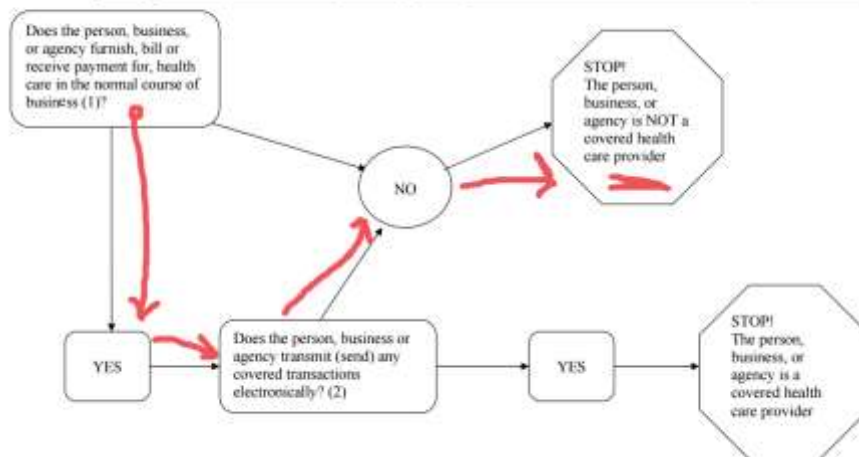 Does the person, business,
or agency furnish, bill or
receive payment for, health
care in the normal course of
business (1)?
STOP!
The person,
business, or
agency is NOT a
covered health
care provider
NO
YES
Does the person, business or
agency transmit (send) any
covered transactions
electronically? (2)
YES
STOP!
The person,
business, or
agency is a
covered health
care provider